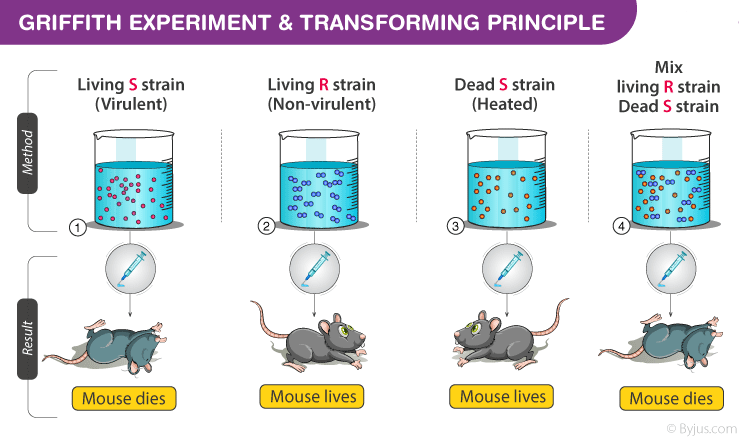 GRIFFITH EXPERIMENT & TRANSFORMING PRINCIPLE
Method
Living S strain
(Virulent)
Living R strain
(Non-virulent)
Dead S strain
(Heated)
Mix
living R strain
Dead S strain
1
2
3
4
Result
Mouse dies
Mouse lives
Mouse lives
Mouse dies
© Byjus.com